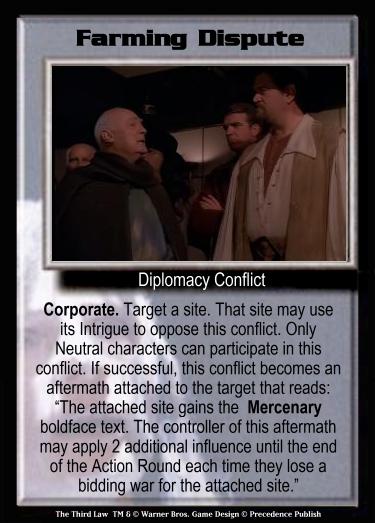 Farming Dispute
Diplomacy Conflict
Corporate. Target a site. That site may use
its Intrigue to oppose this conflict. Only
Neutral characters can participate in this
conflict. If successful, this conflict becomes an
aftermath attached to the target that reads:
“The attached site gains the Mercenary
boldface text. The controller of this aftermath
may apply 2 additional influence until the end
of the Action Round each time they lose a
bidding war for the attached site.”
The Third Law TM & © Warner Bros. Game Design © Precedence Publish